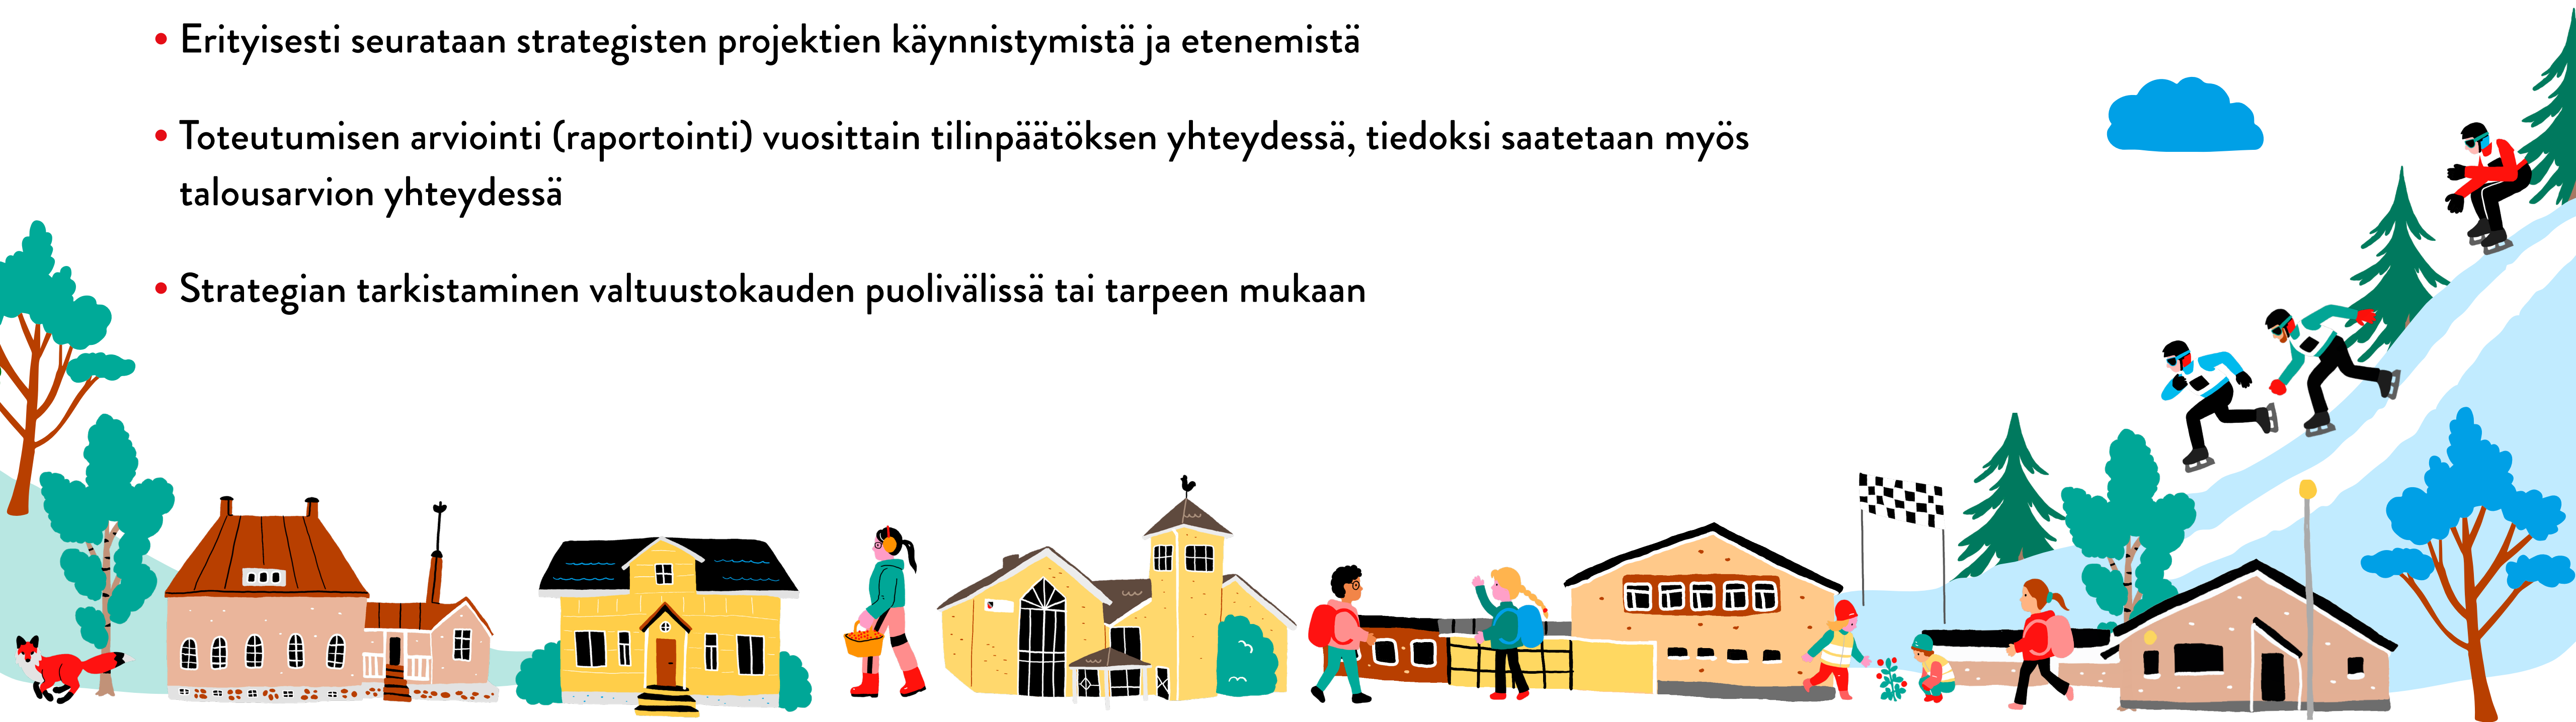 • Erityisesti seurataan strategisten projektien käynnistymistä ja etenemistä
• Toteutumisen arviointi (raportointi) vuosittain tilinpäätöksen yhteydessä, tiedoksi saatetaan myös
talousarvion yhteydessä
• Strategian tarkistaminen valtuustokauden puolivälissä tai tarpeen mukaan